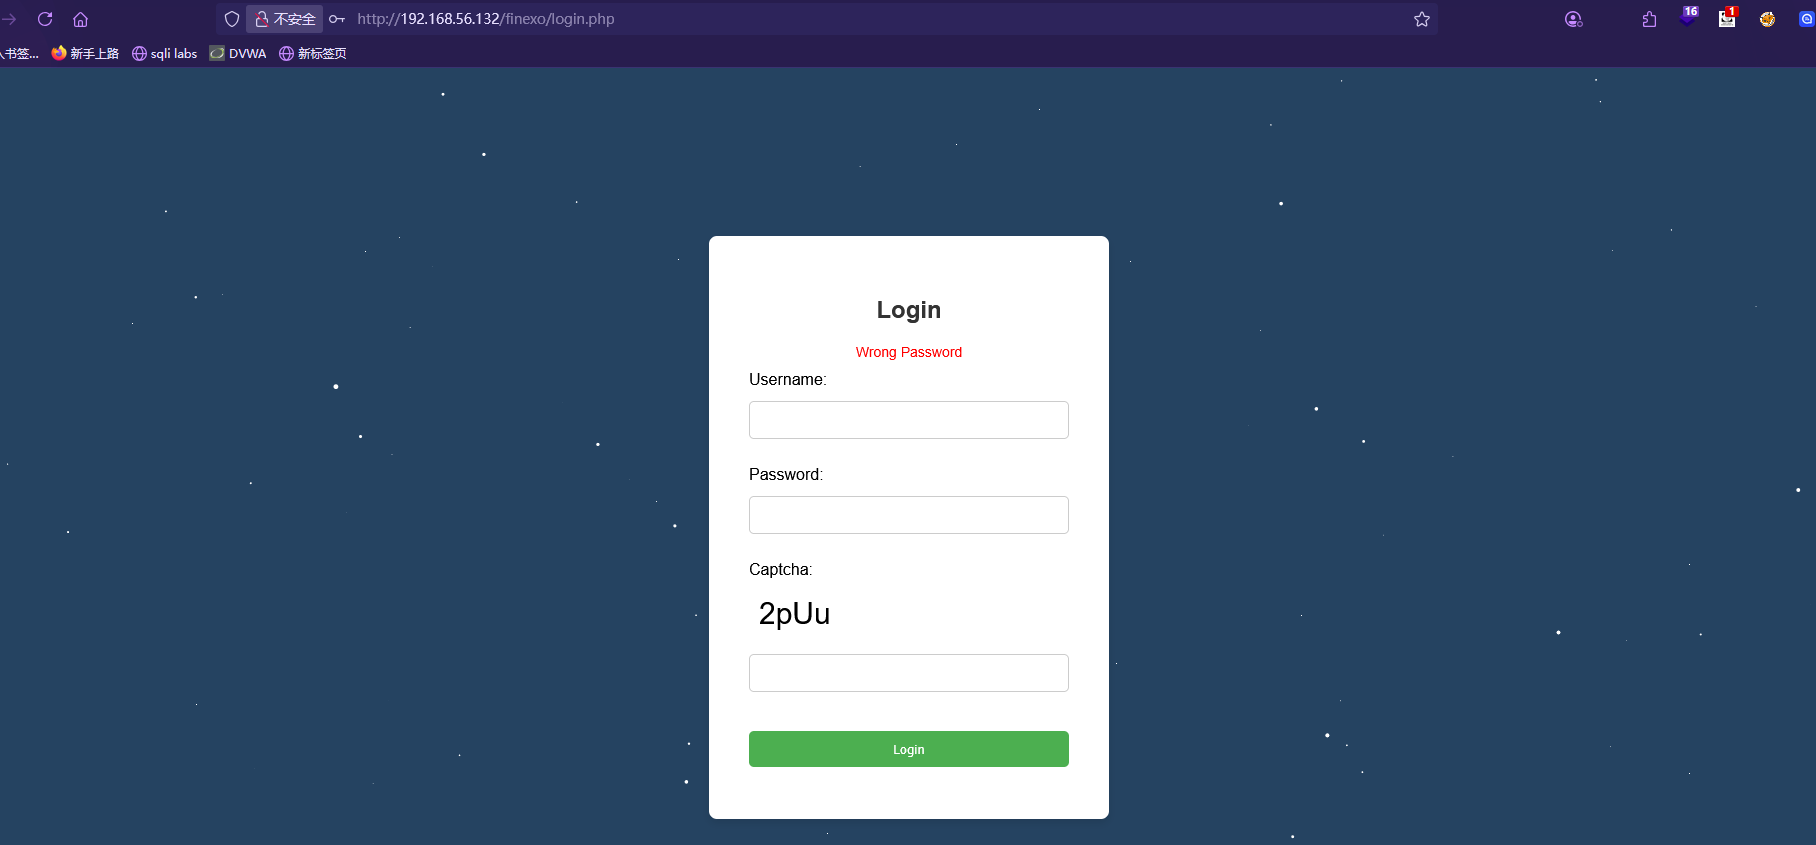 不安全 http://192.168.56.132/finexo/login.php 16 1
人书签... 新手上路 sqli labs DVWA 新标签页
Login
Wrong Password
Username:
Password:
Captcha:
2pUu
Login